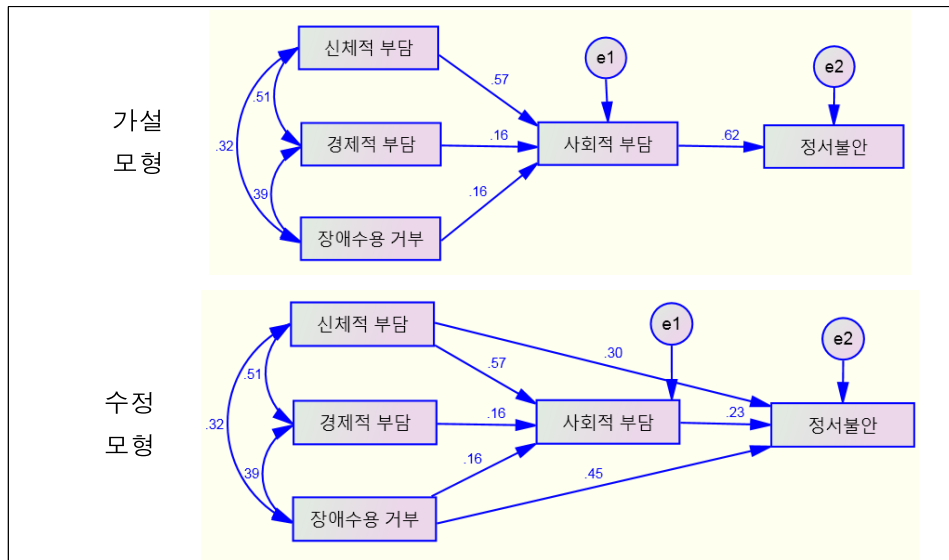 가설
모형
신체적 부담
경제적 부담
장애수용 거부
사회적 부담
정서불안
e1
e2
.51
.32
.39
.57
.16
.16
.62
수정
모형
신체적 부담
경제적 부담
장애수용 거부
사회적 부담
정서불안
e1
e2
.51
.32
.39
.57
.16
.16
.30
.23
.45